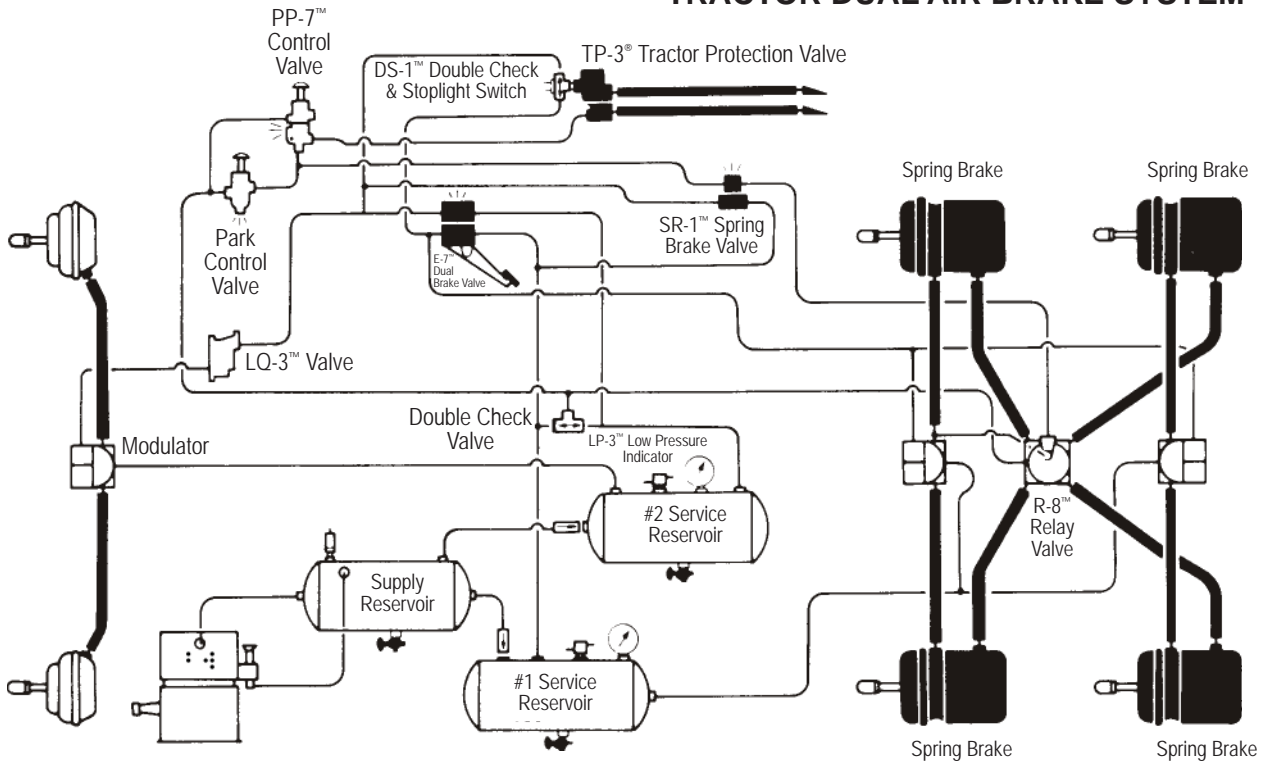 TRACTOR DUAL AIR BRAKE SYSTEM
PP-7™
Control
Valve
DS-1™ Double Check
& Stoplight Switch
TP-3® Tractor Protection Valve
Spring Brake
Spring Brake
Park
Control
Valve
E-7™
Dual
Brake Valve
SR-1™ Spring
Brake Valve
LQ-3™ Valve
Modulator
Double Check
Valve
LP-3™ Low Pressure
Indicator
#2 Service
Reservoir
R-8™
Relay
Valve
Supply
Reservoir
#1 Service
Reservoir
Spring Brake
Spring Brake